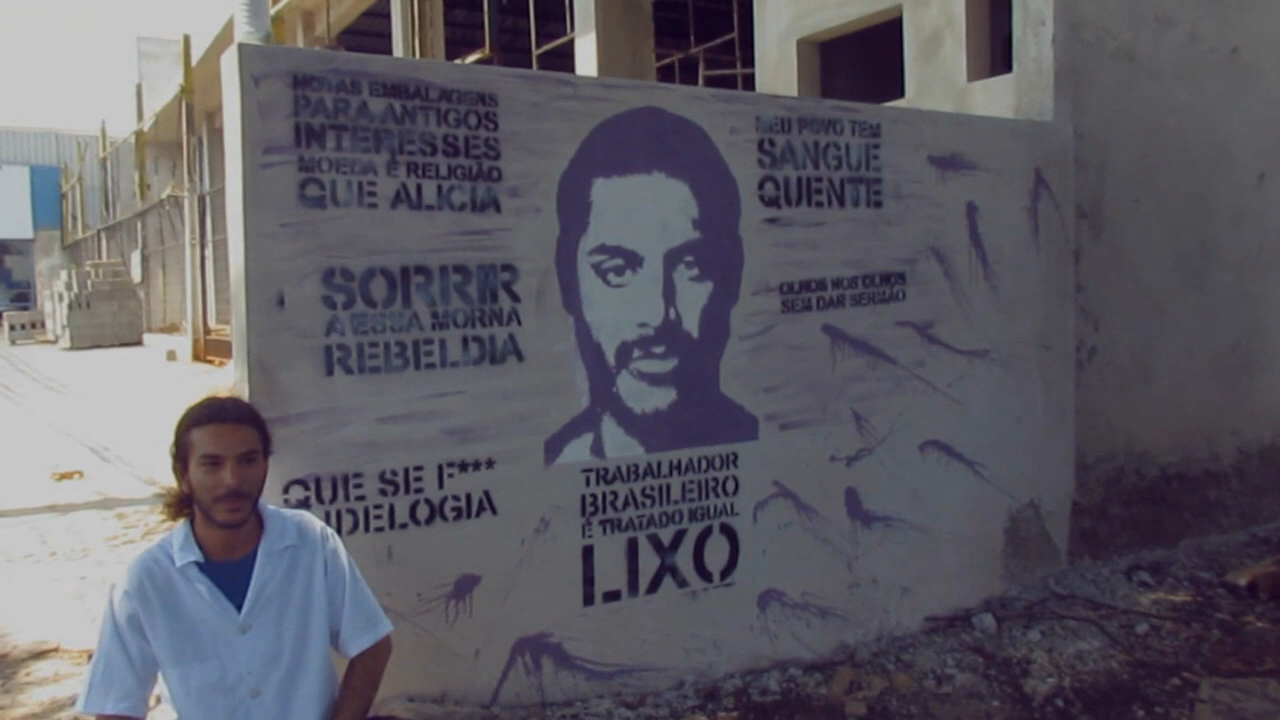 NOVAS EMBALAGENS
PARA ANTIGOS
INTERESSES
MOEDA É RELIGIÃO
QUE ALICIA
SORRIR
A ESSA MORNA
REBELDIA
QUE SE F***
IDELOGIA
TRABALHADOR
BRASILEIRO
É TRATADO IGUAL
LIXO
MEU POVO TEM
SANGUE
QUENTE
OLHOS NOS OLHOS
SEM DAR SERMÃO